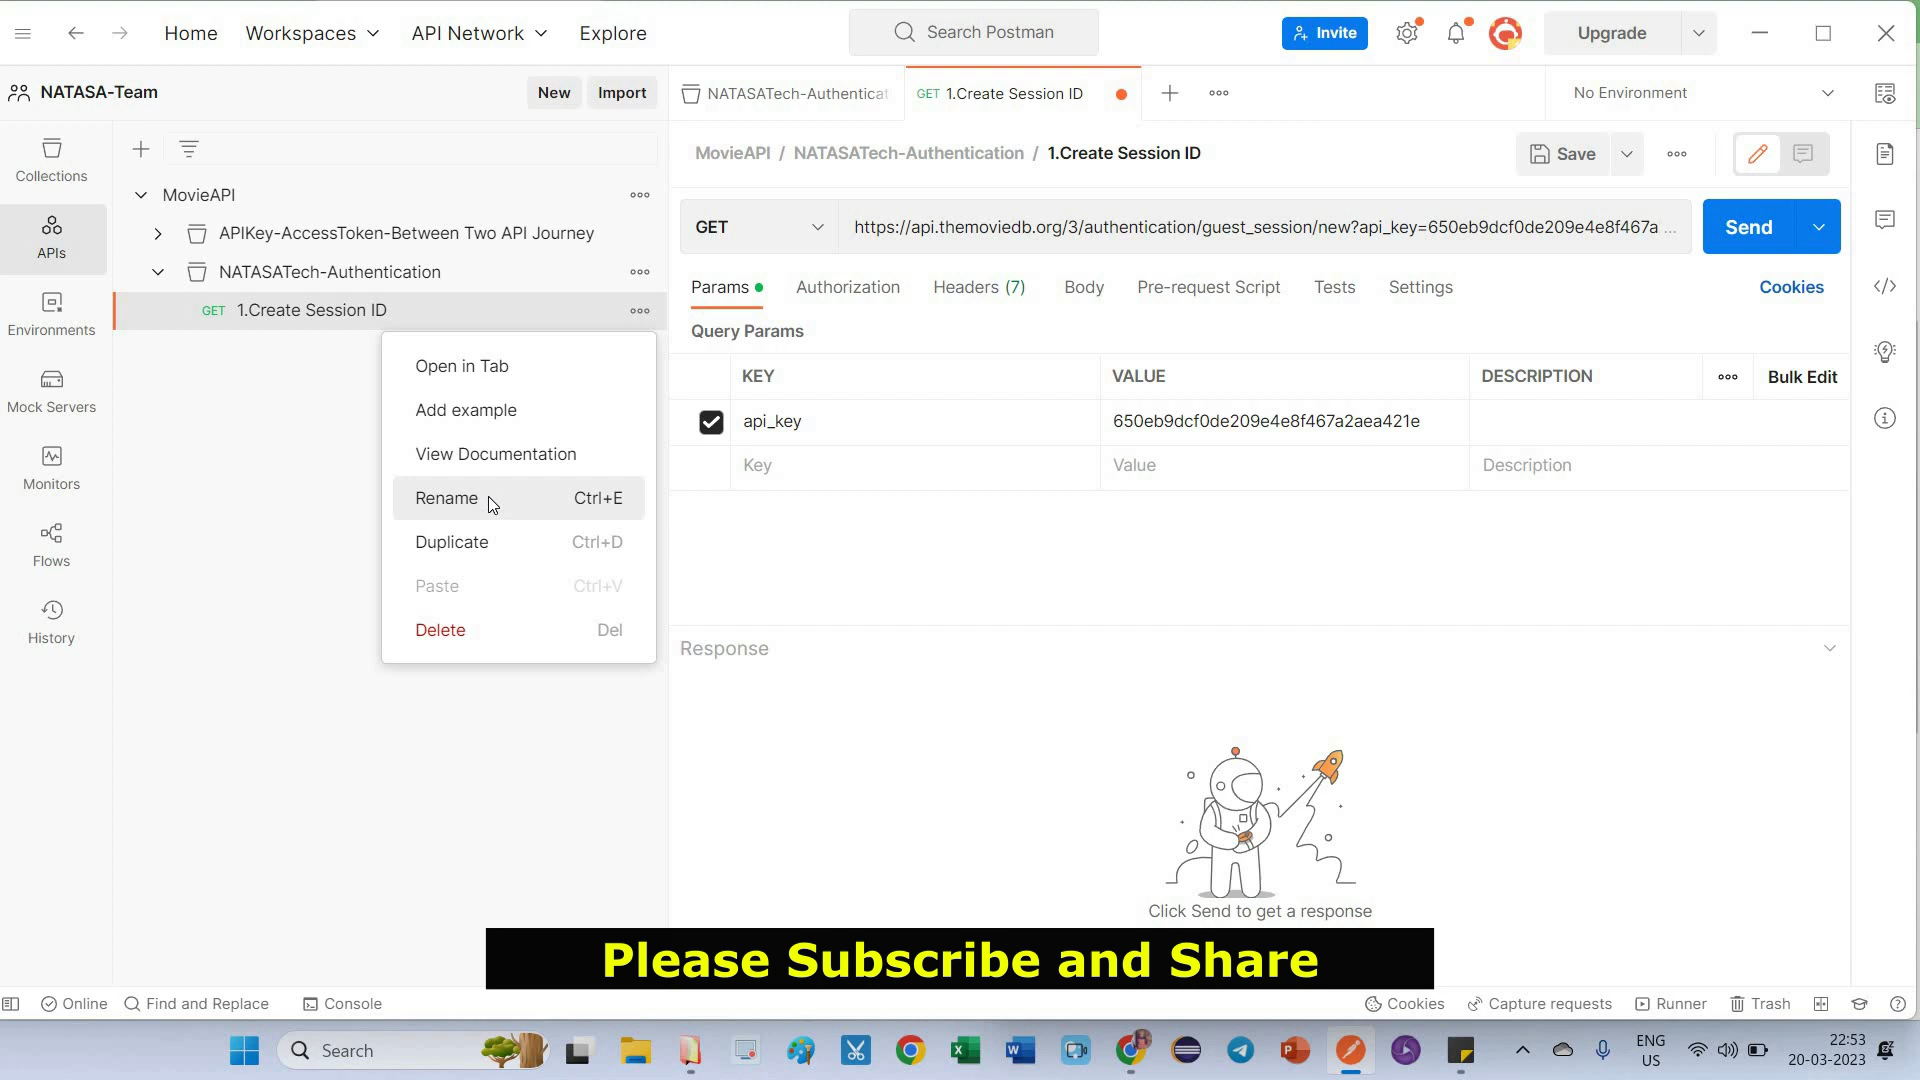 Home
Workspaces
API Network
Explore
Search Postman
Invite
Upgrade
NATASA-Team
New
Import
NATASATech-Authenticat
GET 1.Create Session ID
No Environment
Collections
APIs
Environments
Mock Servers
Monitors
Flows
History
MovieAPI
APIKey-AccessToken-Between Two API Journey
NATASATech-Authentication
GET 1.Create Session ID
Open in Tab
Add example
View Documentation
Rename Ctrl+E
Duplicate Ctrl+D
Paste Ctrl+V
Delete Del
MovieAPI / NATASATech-Authentication / 1.Create Session ID
Save
GET
https://api.themoviedb.org/3/authentication/guest_session/new?api_key=650eb9dcf0de209e4e8f467a ...
Send
Params
Authorization
Headers (7)
Body
Pre-request Script
Tests
Settings
Cookies
Query Params
KEY VALUE DESCRIPTION Bulk Edit
api_key 650eb9dcf0de209e4e8f467a2aea421e
Key Value Description
Response
Click Send to get a response
Please Subscribe and Share
Online
Find and Replace
Console
Cookies
Capture requests
Runner
Trash
Search
ENG
US
22:53
20-03-2023